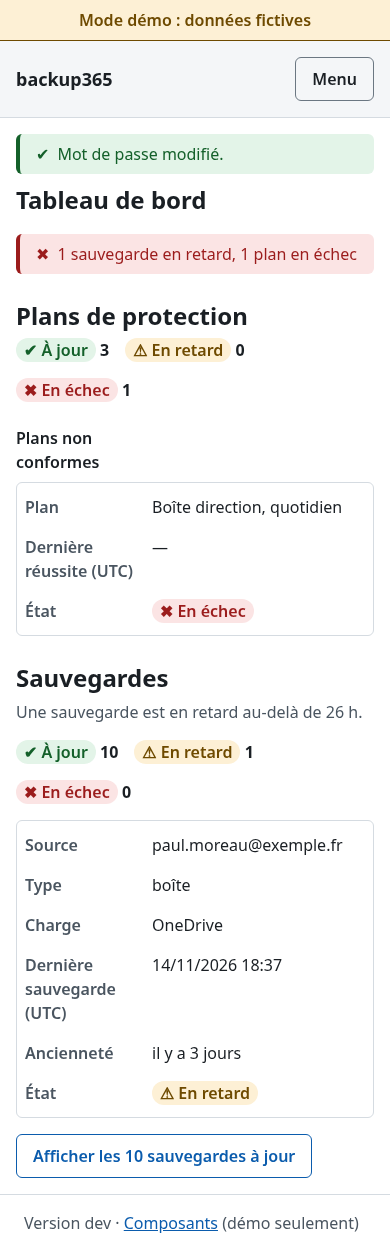 Mode démo : données fictives
backup365
Menu
✔ Mot de passe modifié.
Tableau de bord
✖ 1 sauvegarde en retard, 1 plan en échec
Plans de protection
✔ À jour 3 ⚠ En retard 0
✖ En échec 1
Plans non
conformes
Plan Boîte direction, quotidien
Dernière
réussite (UTC) —
État ✖ En échec
Sauvegardes
Une sauvegarde est en retard au-delà de 26 h.
✔ À jour 10 ⚠ En retard 1
✖ En échec 0
Source paul.moreau@exemple.fr
Type boîte
Charge OneDrive
Dernière 14/11/2026 18:37
sauvegarde
(UTC)
Ancienneté il y a 3 jours
État ⚠ En retard
Afficher les 10 sauvegardes à jour
Version dev · Composants (démo seulement)